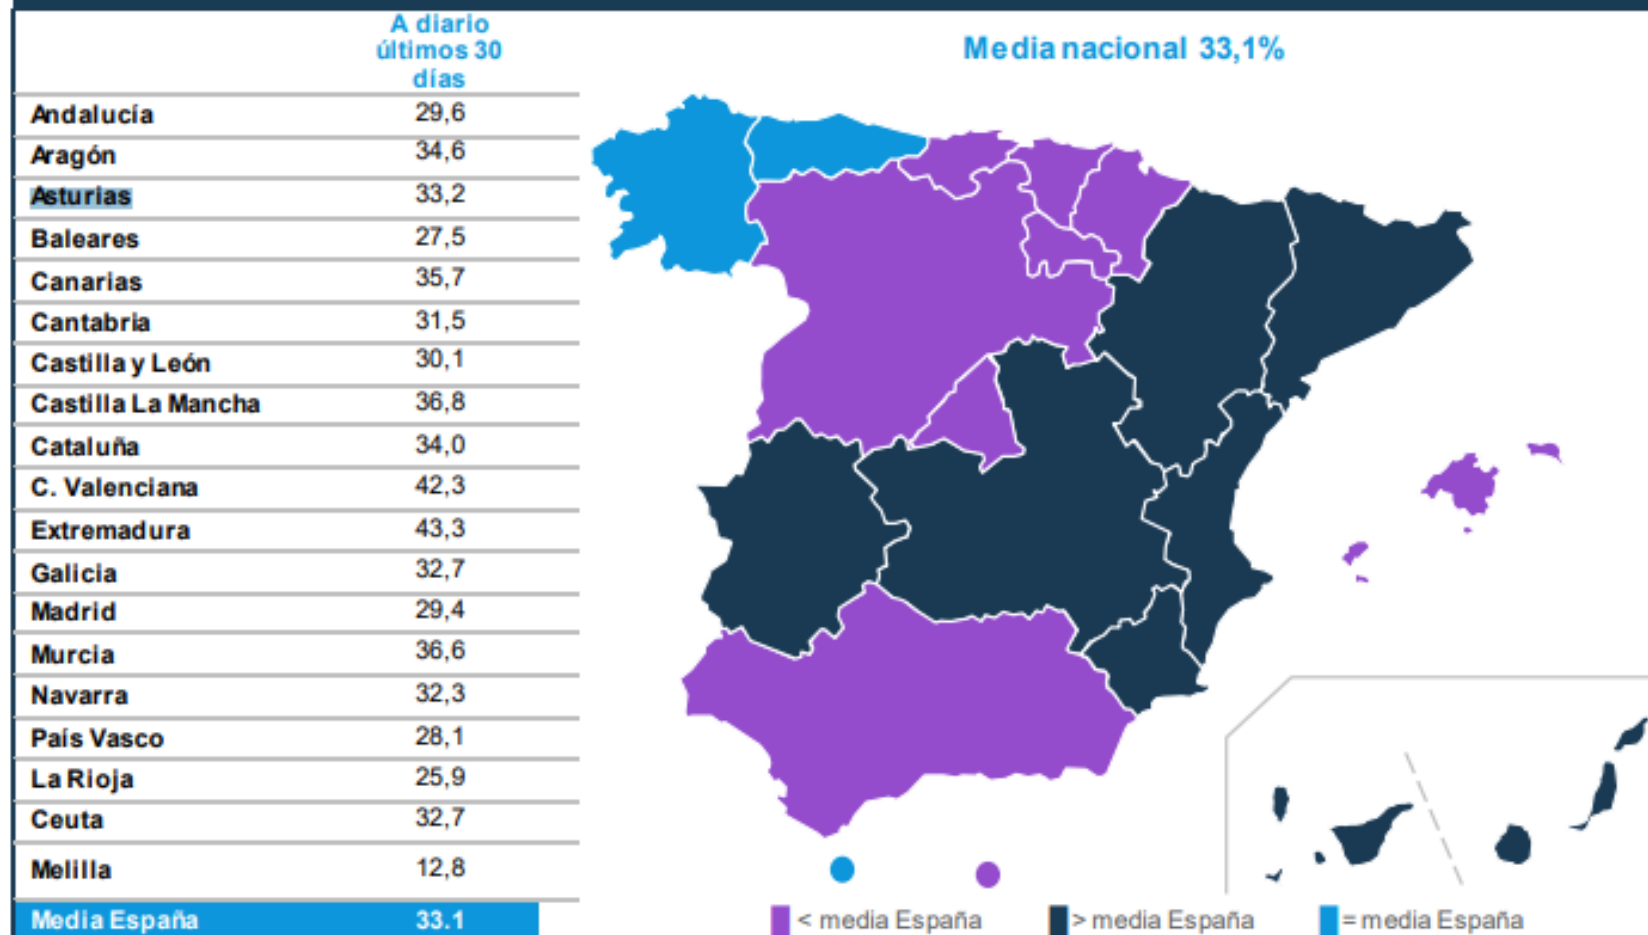 A diario
últimos 30
días
Media nacional 33,1%
Andalucía 29,6
Aragón 34,6
Asturias 33,2
Baleares 27,5
Canarias 35,7
Cantabria 31,5
Castilla y León 30,1
Castilla La Mancha 36,8
Cataluña 34,0
C. Valenciana 42,3
Extremadura 43,3
Galicia 32,7
Madrid 29,4
Murcia 36,6
Navarra 32,3
País Vasco 28,1
La Rioja 25,9
Ceuta 32,7
Melilla 12,8
Media España 33.1
< media España
> media España
= media España